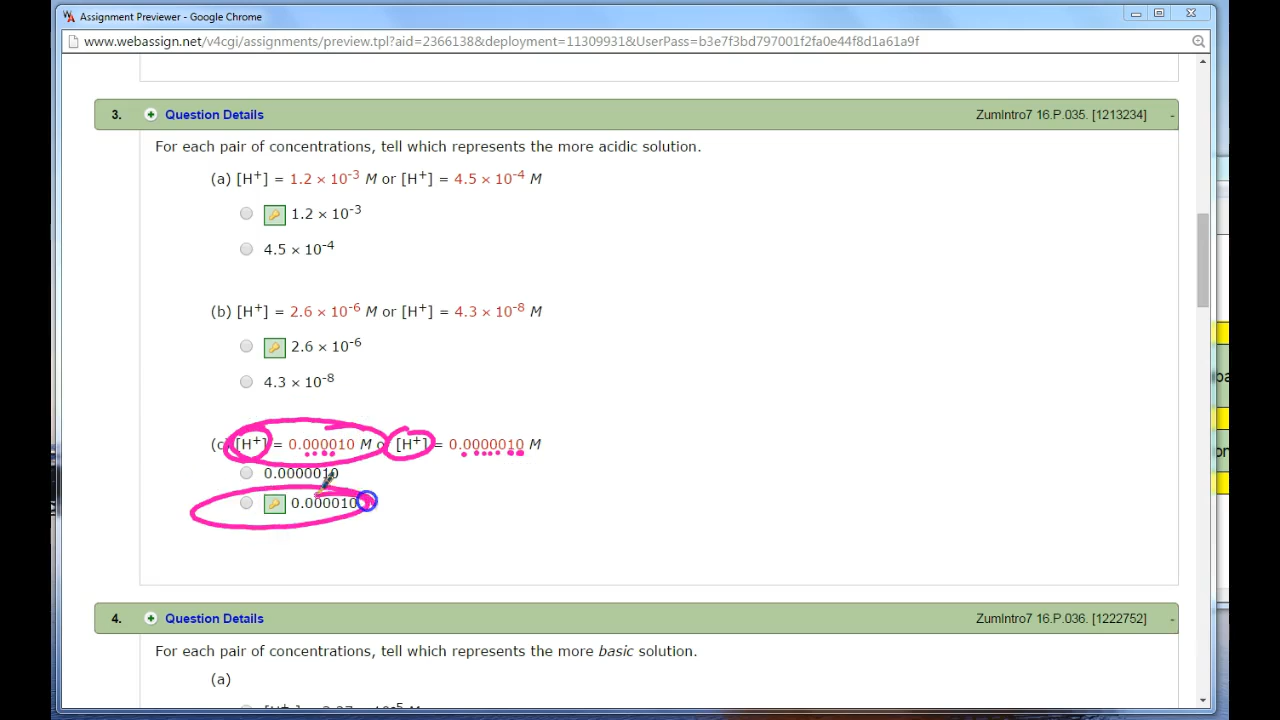 Assignment Previewer - Google Chrome
www.webassign.net/v4cgi/assignments/preview.tpl?aid=2366138&deployment=11309931&UserPass=b3e7f3bd797001f2fa0e44f8d1a61a9f
3. Question Details ZumIntro7 16.P.035. [1213234] -
For each pair of concentrations, tell which represents the more acidic solution.
(a) [H⁺] = 1.2 × 10⁻³ M or [H⁺] = 4.5 × 10⁻⁴ M
1.2 × 10⁻³
4.5 × 10⁻⁴
(b) [H⁺] = 2.6 × 10⁻⁶ M or [H⁺] = 4.3 × 10⁻⁸ M
2.6 × 10⁻⁶
4.3 × 10⁻⁸
(c) [H⁺] = 0.000010 M or [H⁺] = 0.0000010 M
0.0000010
0.000010
4. Question Details ZumIntro7 16.P.036. [1222752] -
For each pair of concentrations, tell which represents the more basic solution.
(a)